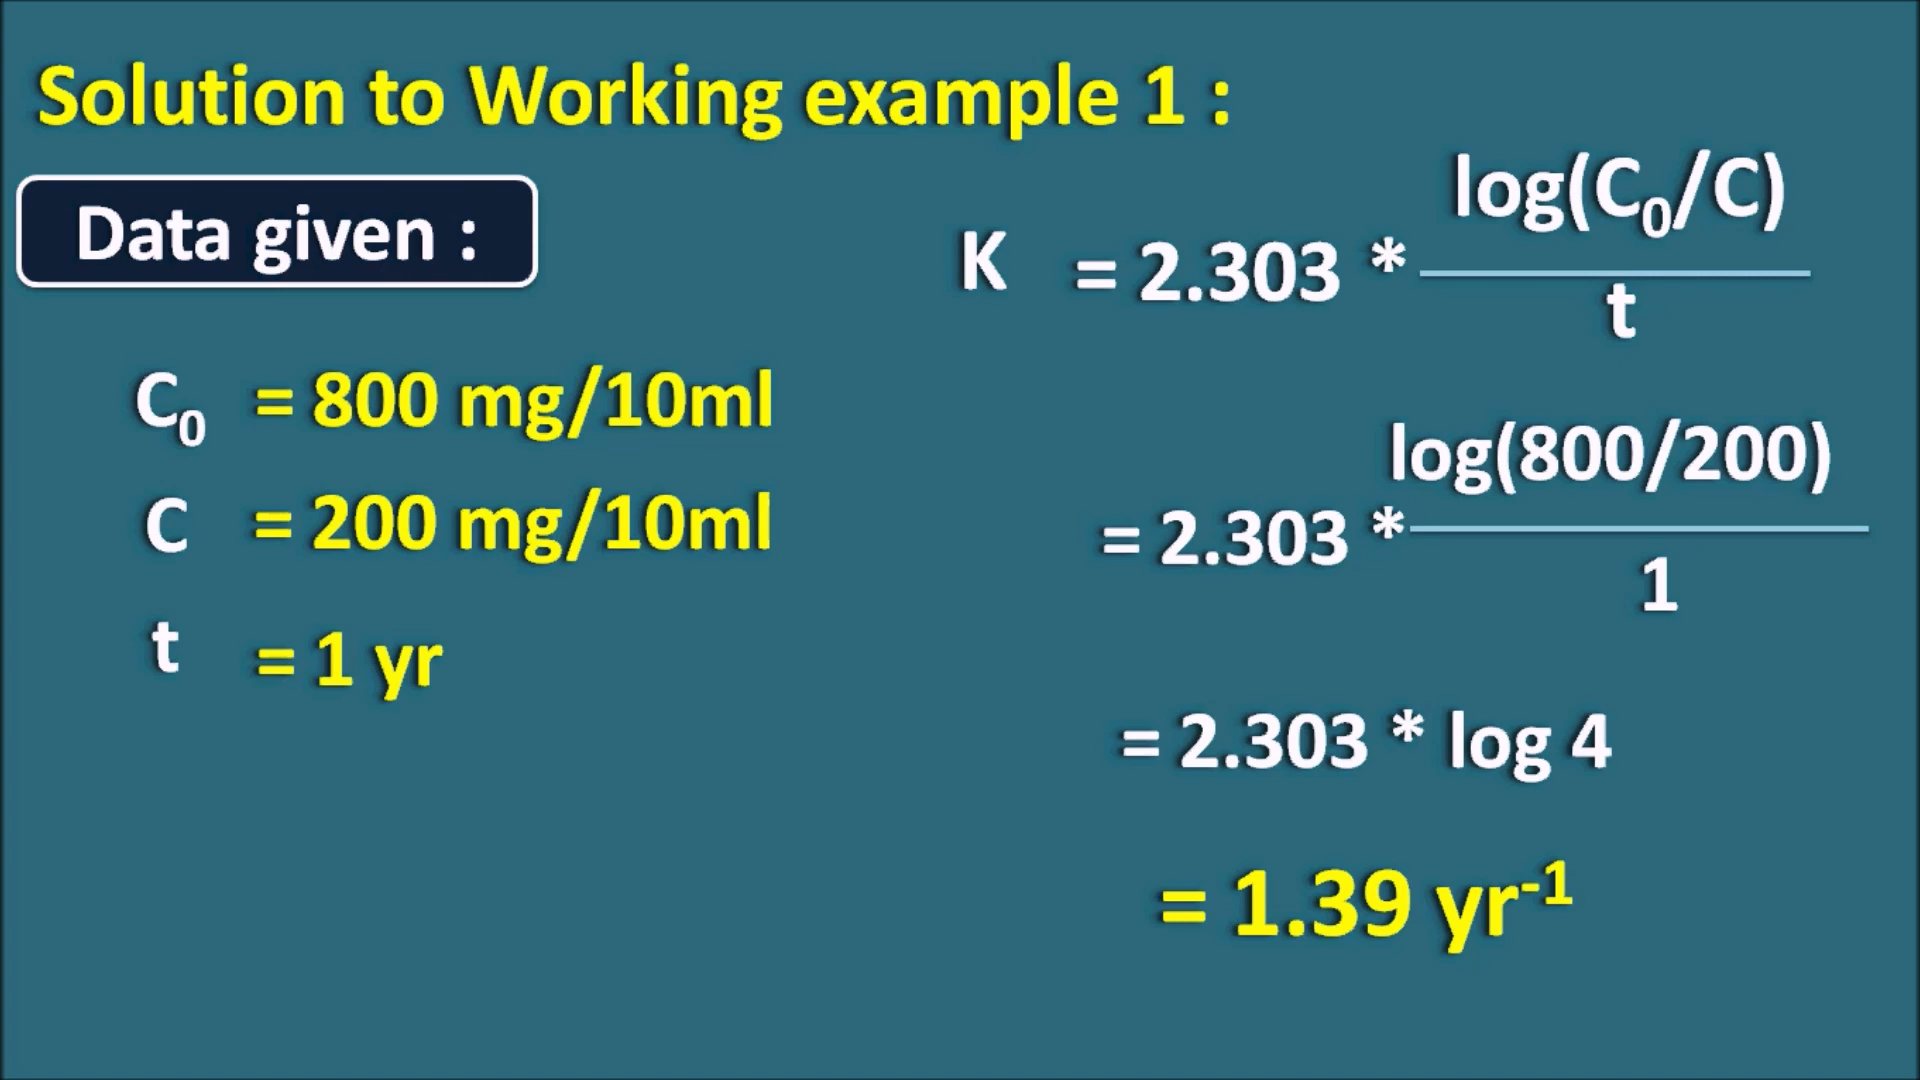 Solution to Working example 1 :
Data given :
C₀ = 800 mg/10ml
C = 200 mg/10ml
t = 1 yr
log(C₀/C)
K = 2.303 *
t
log(800/200)
= 2.303 *
1
= 2.303 * log 4
= 1.39 yr⁻¹